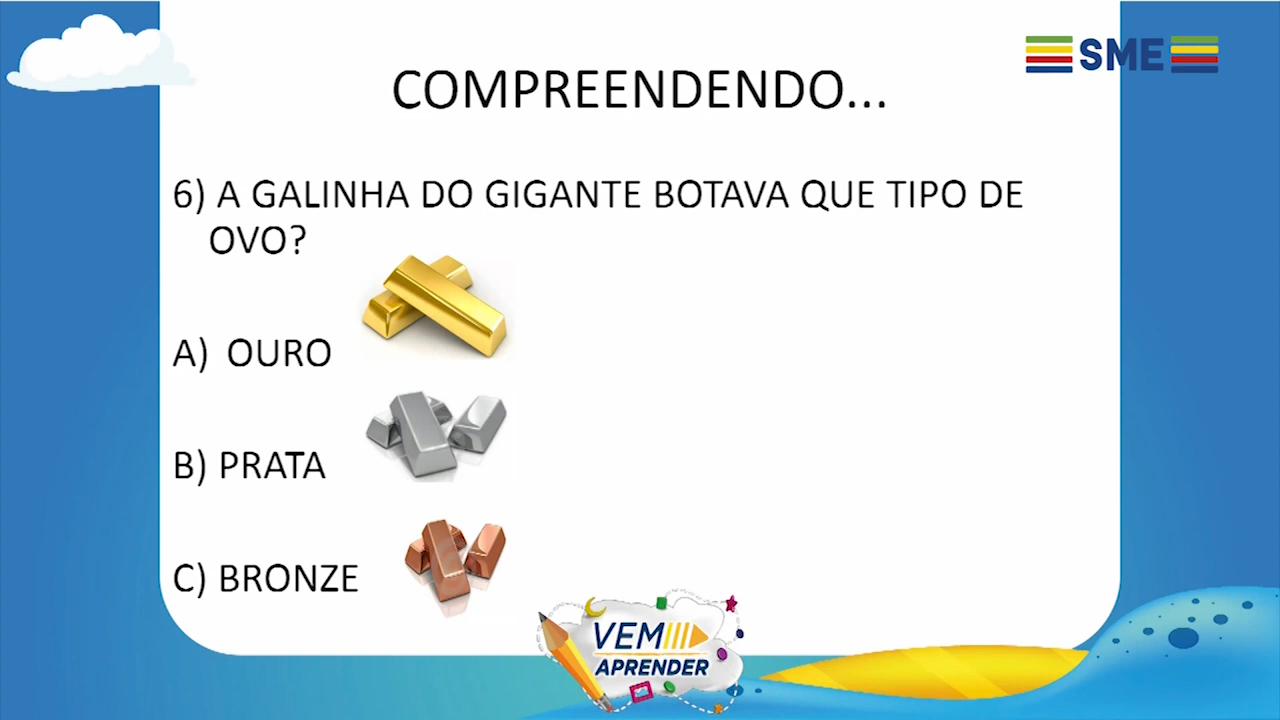 SME
COMPREENDENDO...
6) A GALINHA DO GIGANTE BOTAVA QUE TIPO DE
OVO?
A) OURO
B) PRATA
C) BRONZE
VEM
APRENDER